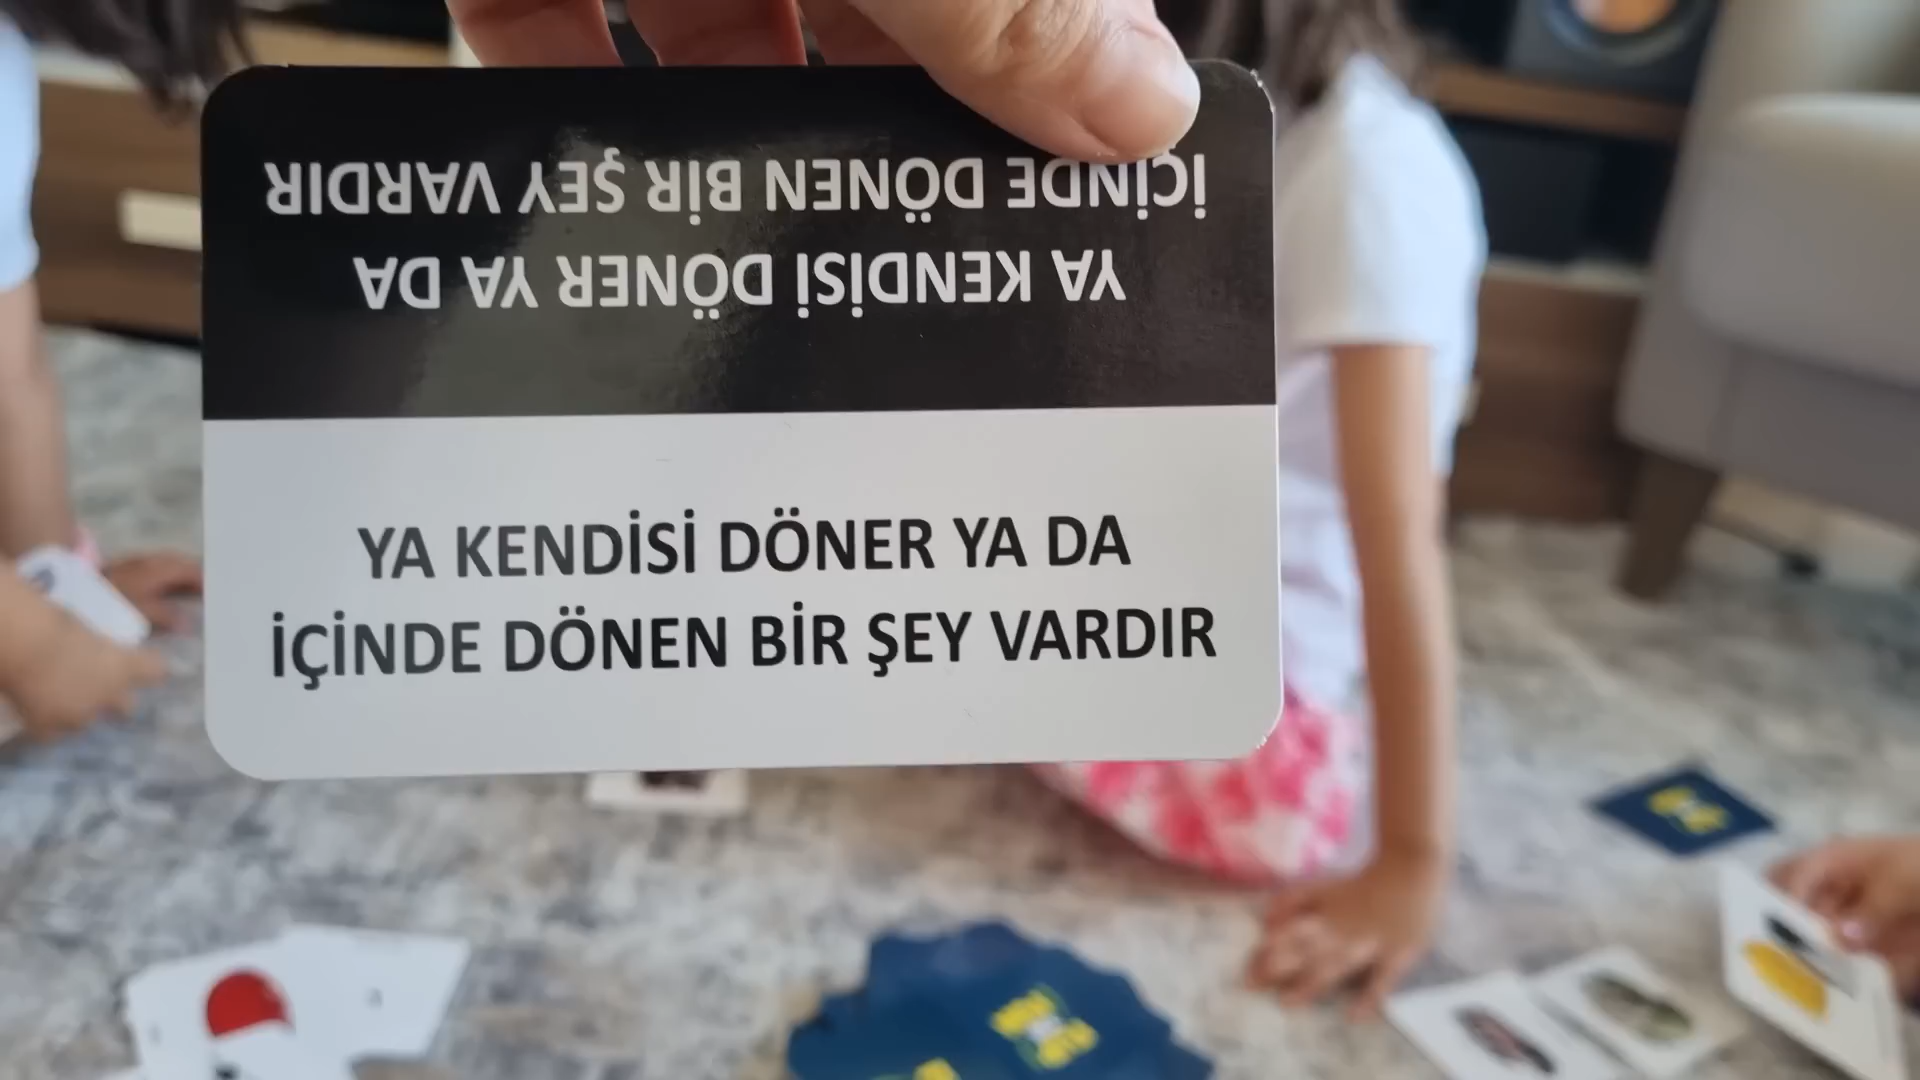 YA KENDİSİ DÖNER YA DA
İÇİNDE DÖNEN BİR ŞEY VARDIR
YA KENDİSİ DÖNER YA DA
İÇİNDE DÖNEN BİR ŞEY VARDIR